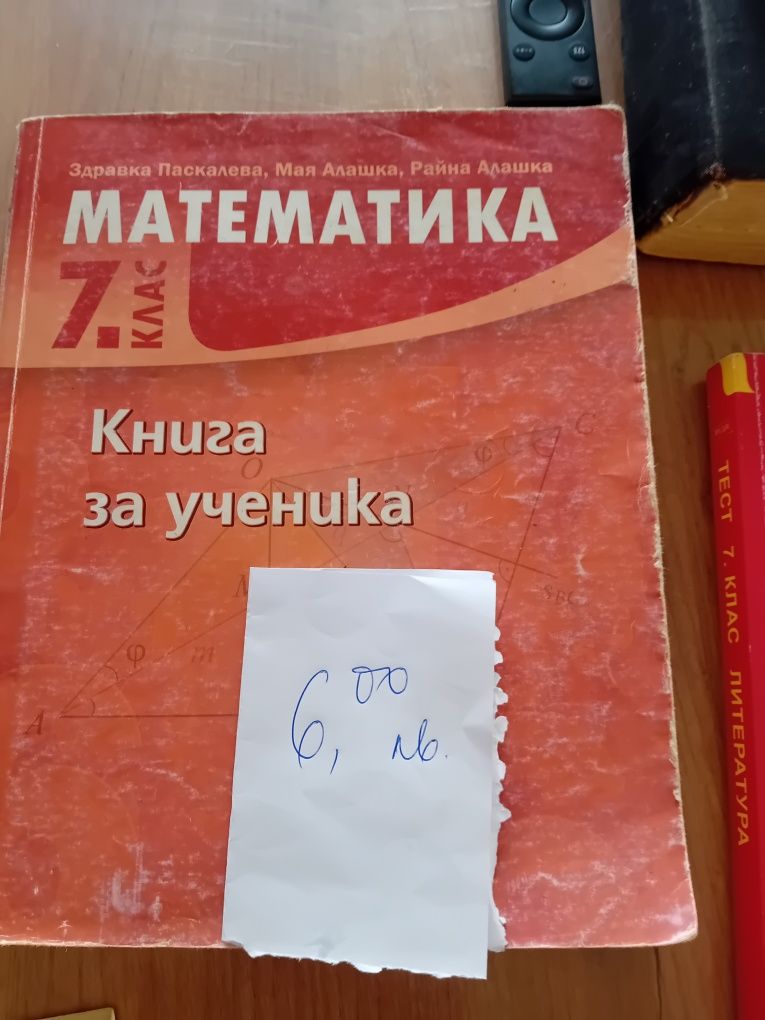 Здравка Паскалева, Мая Алашка, Райна Алашка
МАТЕМАТИКА
7. КЛАС
Книга
за ученика
O
C
φ
m
A
6,00 лв.
ТЕСТ 7. КЛАС ЛИТЕРАТУРА